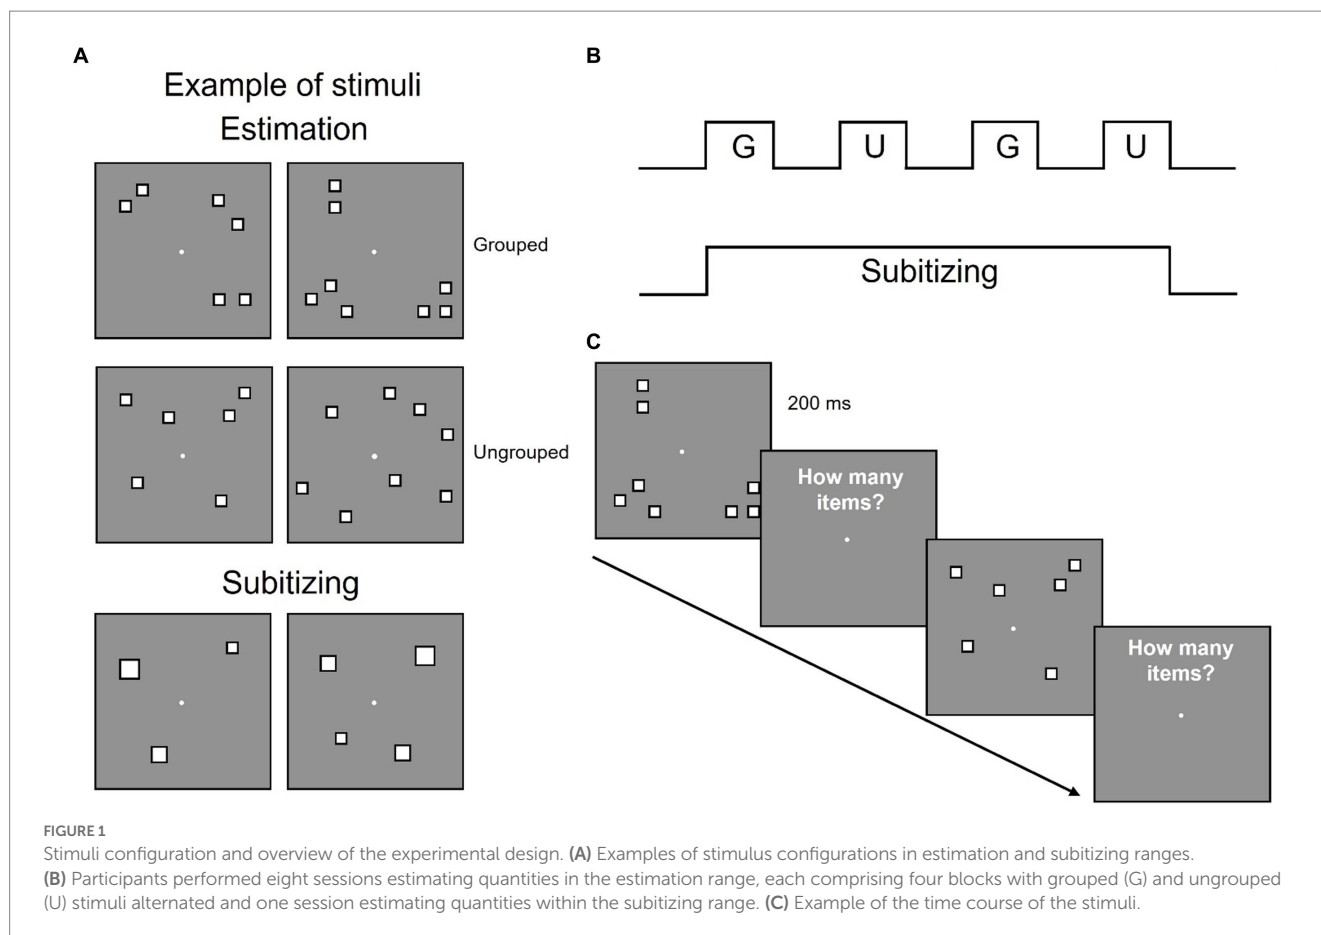 A
Example of stimuli
Estimation
Grouped
Ungrouped
Subitizing
B
G U G U
Subitizing
C
200 ms
How many
items?
How many
items?
FIGURE 1
Stimuli configuration and overview of the experimental design. (A) Examples of stimulus configurations in estimation and subitizing ranges.
(B) Participants performed eight sessions estimating quantities in the estimation range, each comprising four blocks with grouped (G) and ungrouped
(U) stimuli alternated and one session estimating quantities within the subitizing range. (C) Example of the time course of the stimuli.